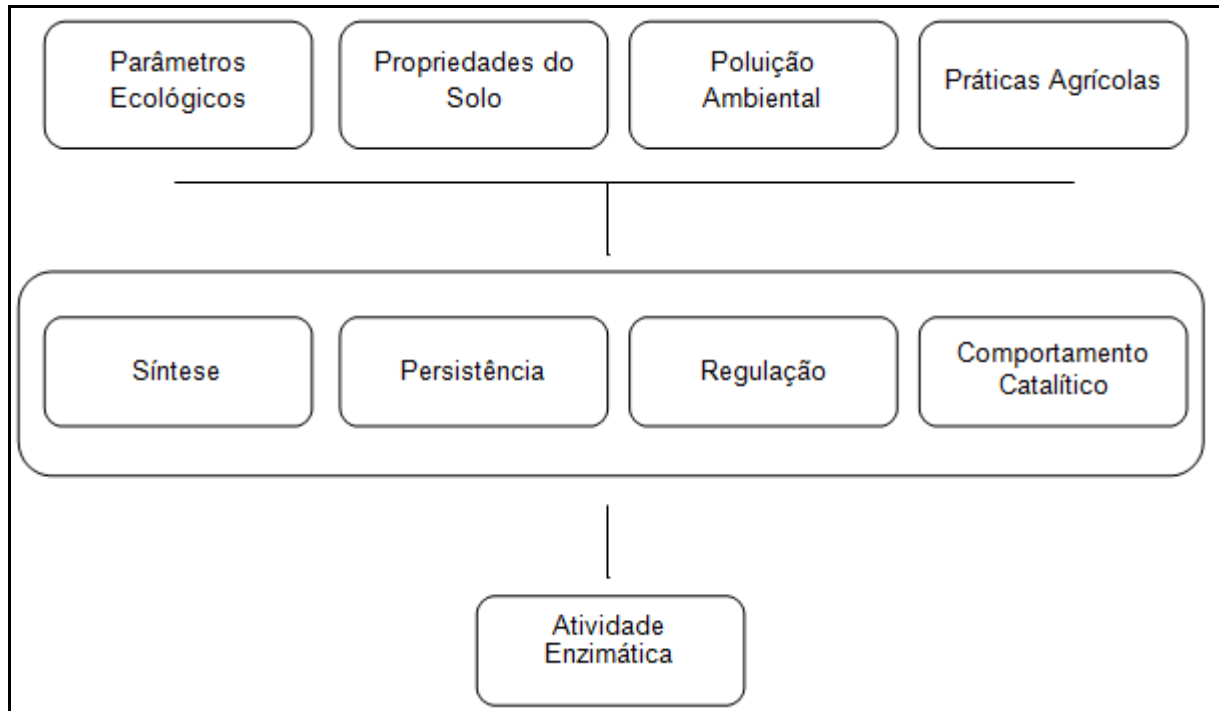 Parâmetros
Ecológicos
Propriedades do
Solo
Poluição
Ambiental
Práticas Agrícolas
Síntese
Persistência
Regulação
Comportamento
Catalítico
Atividade
Enzimática